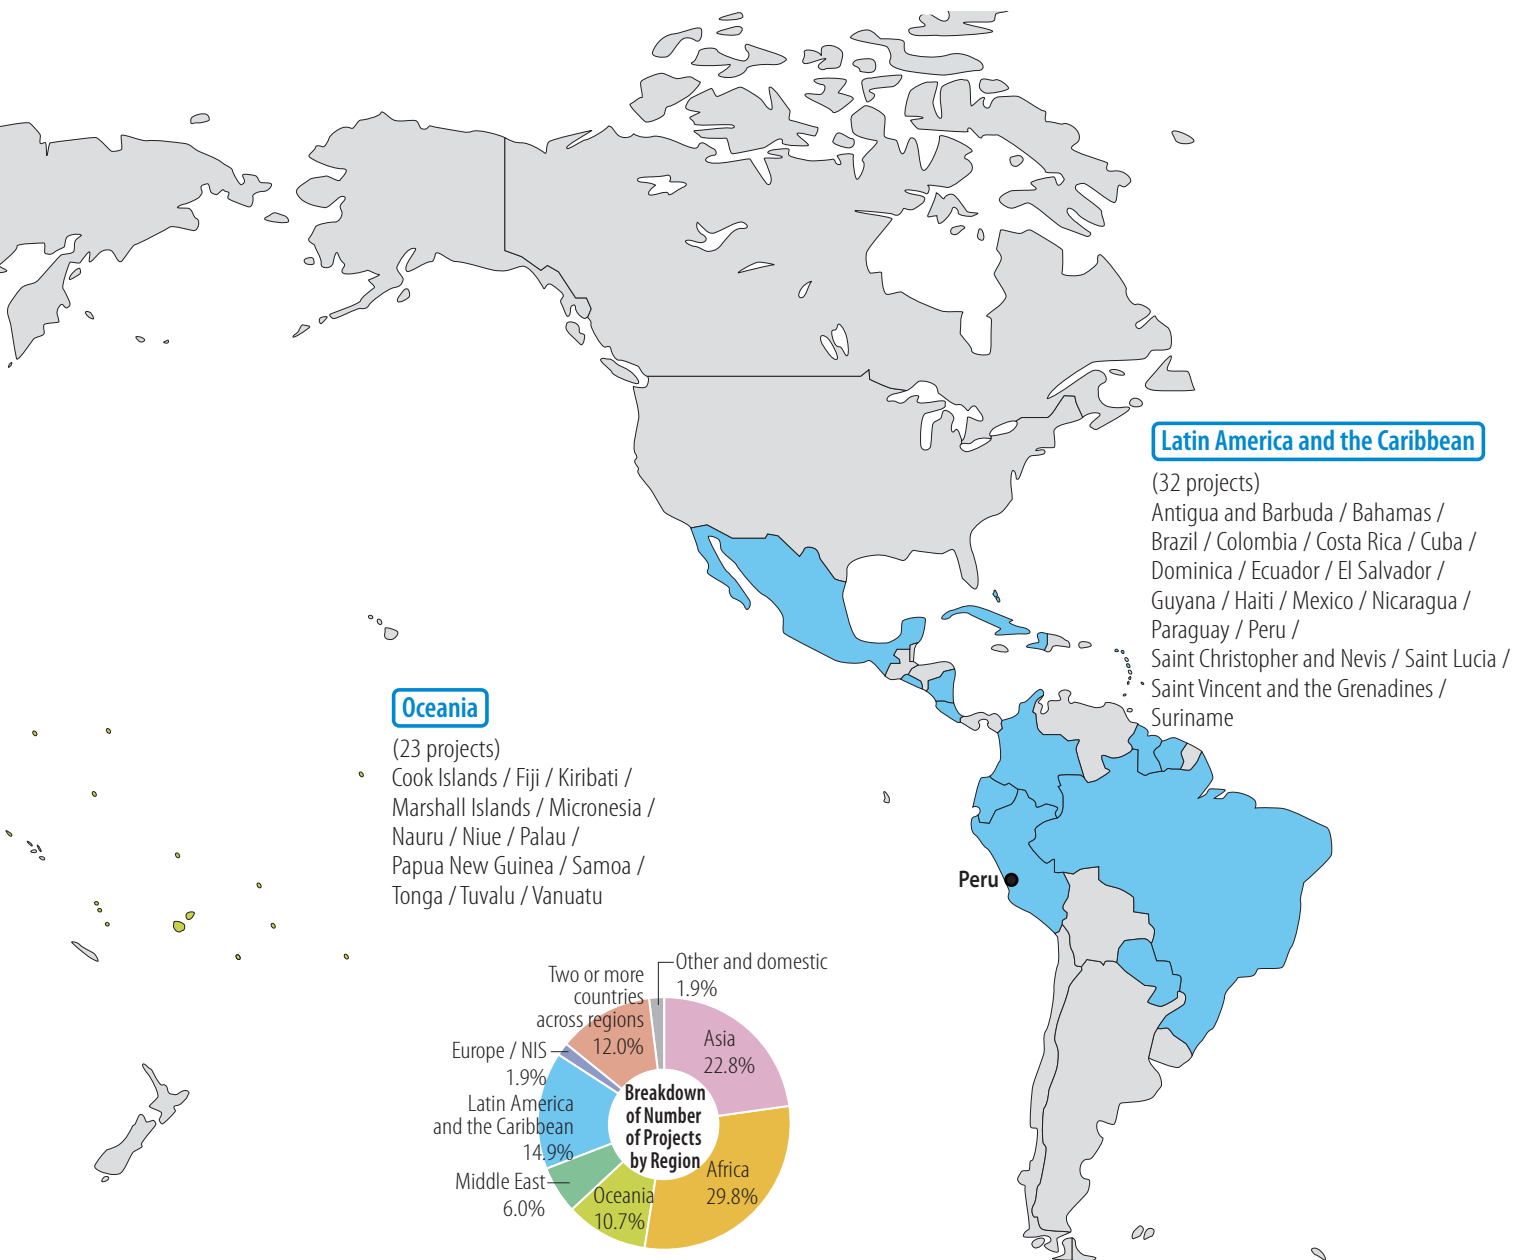 Latin America and the Caribbean
(32 projects)
Antigua and Barbuda / Bahamas /
Brazil / Colombia / Costa Rica / Cuba /
Dominica / Ecuador / El Salvador /
Guyana / Haiti / Mexico / Nicaragua /
Paraguay / Peru /
Saint Christopher and Nevis / Saint Lucia /
Saint Vincent and the Grenadines /
Suriname
Oceania
(23 projects)
Cook Islands / Fiji / Kiribati /
Marshall Islands / Micronesia /
Nauru / Niue / Palau /
Papua New Guinea / Samoa /
Tonga / Tuvalu / Vanuatu
Peru
Other and domestic
1.9%
Two or more
countries
across regions
12.0%
Asia
22.8%
Europe / NIS
1.9%
Breakdown
of Number
of Projects
by Region
Latin America
and the Caribbean
14.9%
Africa
29.8%
Middle East
6.0%
Oceania
10.7%